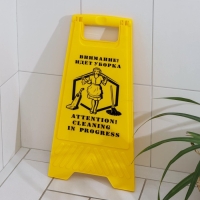 ВНИМАНИЕ!
ИДЕТ УБОРКА
ATTENTION!
CLEANING
IN PROGRESS